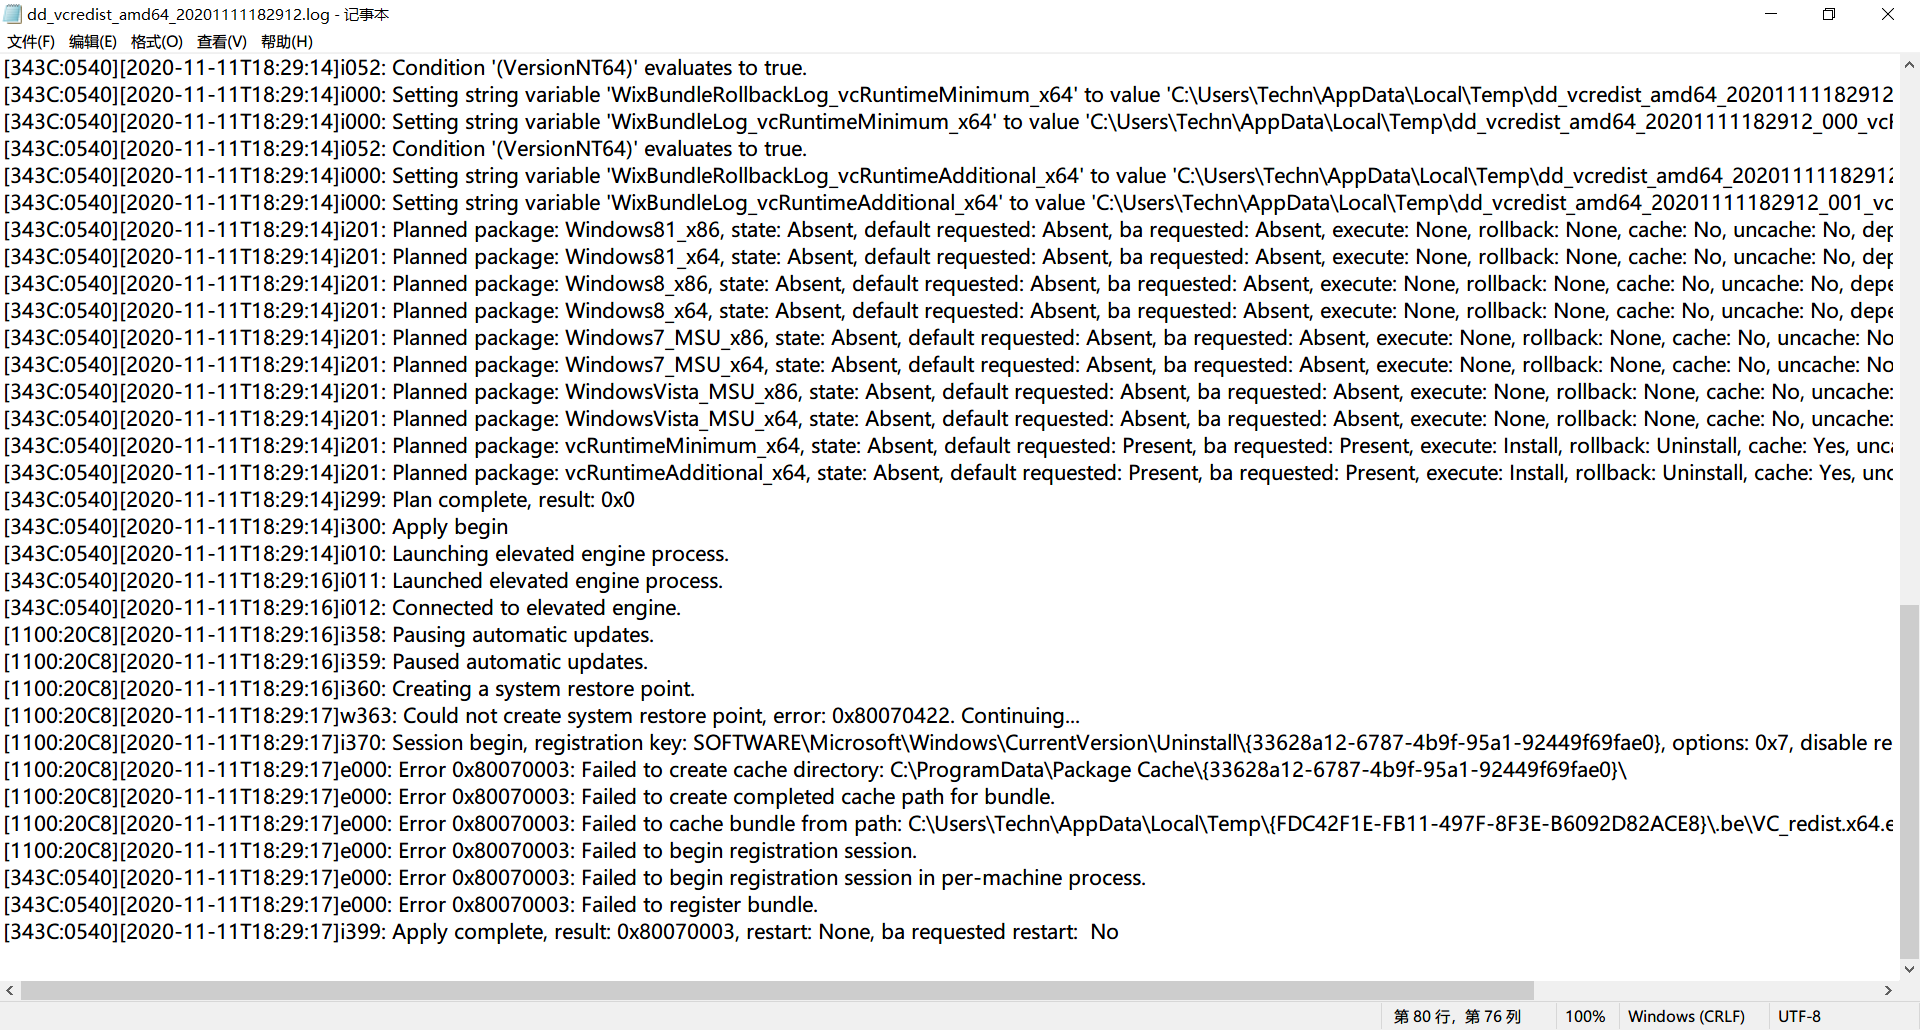 dd_vcredist_amd64_20201111182912.log - 记事本
文件(F) 编辑(E) 格式(O) 查看(V) 帮助(H)
[343C:0540][2020-11-11T18:29:14]i052: Condition '(VersionNT64)' evaluates to true.
[343C:0540][2020-11-11T18:29:14]i000: Setting string variable 'WixBundleRollbackLog_vcRuntimeMinimum_x64' to value 'C:\Users\Techn\AppData\Local\Temp\dd_vcredist_amd64_20201111182912
[343C:0540][2020-11-11T18:29:14]i000: Setting string variable 'WixBundleLog_vcRuntimeMinimum_x64' to value 'C:\Users\Techn\AppData\Local\Temp\dd_vcredist_amd64_20201111182912_000_vcR
[343C:0540][2020-11-11T18:29:14]i052: Condition '(VersionNT64)' evaluates to true.
[343C:0540][2020-11-11T18:29:14]i000: Setting string variable 'WixBundleRollbackLog_vcRuntimeAdditional_x64' to value 'C:\Users\Techn\AppData\Local\Temp\dd_vcredist_amd64_20201111182912
[343C:0540][2020-11-11T18:29:14]i000: Setting string variable 'WixBundleLog_vcRuntimeAdditional_x64' to value 'C:\Users\Techn\AppData\Local\Temp\dd_vcredist_amd64_20201111182912_001_vc
[343C:0540][2020-11-11T18:29:14]i201: Planned package: Windows81_x86, state: Absent, default requested: Absent, ba requested: Absent, execute: None, rollback: None, cache: No, uncache: No, dep
[343C:0540][2020-11-11T18:29:14]i201: Planned package: Windows81_x64, state: Absent, default requested: Absent, ba requested: Absent, execute: None, rollback: None, cache: No, uncache: No, dep
[343C:0540][2020-11-11T18:29:14]i201: Planned package: Windows8_x86, state: Absent, default requested: Absent, ba requested: Absent, execute: None, rollback: None, cache: No, uncache: No, depe
[343C:0540][2020-11-11T18:29:14]i201: Planned package: Windows8_x64, state: Absent, default requested: Absent, ba requested: Absent, execute: None, rollback: None, cache: No, uncache: No, depe
[343C:0540][2020-11-11T18:29:14]i201: Planned package: Windows7_MSU_x86, state: Absent, default requested: Absent, ba requested: Absent, execute: None, rollback: None, cache: No, uncache: No
[343C:0540][2020-11-11T18:29:14]i201: Planned package: Windows7_MSU_x64, state: Absent, default requested: Absent, ba requested: Absent, execute: None, rollback: None, cache: No, uncache: No
[343C:0540][2020-11-11T18:29:14]i201: Planned package: WindowsVista_MSU_x86, state: Absent, default requested: Absent, ba requested: Absent, execute: None, rollback: None, cache: No, uncache:
[343C:0540][2020-11-11T18:29:14]i201: Planned package: WindowsVista_MSU_x64, state: Absent, default requested: Absent, ba requested: Absent, execute: None, rollback: None, cache: No, uncache:
[343C:0540][2020-11-11T18:29:14]i201: Planned package: vcRuntimeMinimum_x64, state: Absent, default requested: Present, ba requested: Present, execute: Install, rollback: Uninstall, cache: Yes, unca
[343C:0540][2020-11-11T18:29:14]i201: Planned package: vcRuntimeAdditional_x64, state: Absent, default requested: Present, ba requested: Present, execute: Install, rollback: Uninstall, cache: Yes, unc
[343C:0540][2020-11-11T18:29:14]i299: Plan complete, result: 0x0
[343C:0540][2020-11-11T18:29:14]i300: Apply begin
[343C:0540][2020-11-11T18:29:14]i010: Launching elevated engine process.
[343C:0540][2020-11-11T18:29:16]i011: Launched elevated engine process.
[343C:0540][2020-11-11T18:29:16]i012: Connected to elevated engine.
[1100:20C8][2020-11-11T18:29:16]i358: Pausing automatic updates.
[1100:20C8][2020-11-11T18:29:16]i359: Paused automatic updates.
[1100:20C8][2020-11-11T18:29:16]i360: Creating a system restore point.
[1100:20C8][2020-11-11T18:29:17]w363: Could not create system restore point, error: 0x80070422. Continuing...
[1100:20C8][2020-11-11T18:29:17]i370: Session begin, registration key: SOFTWARE\Microsoft\Windows\CurrentVersion\Uninstall\{33628a12-6787-4b9f-95a1-92449f69fae0}, options: 0x7, disable re
[1100:20C8][2020-11-11T18:29:17]e000: Error 0x80070003: Failed to create cache directory: C:\ProgramData\Package Cache\{33628a12-6787-4b9f-95a1-92449f69fae0}\
[1100:20C8][2020-11-11T18:29:17]e000: Error 0x80070003: Failed to create completed cache path for bundle.
[1100:20C8][2020-11-11T18:29:17]e000: Error 0x80070003: Failed to cache bundle from path: C:\Users\Techn\AppData\Local\Temp\{FDC42F1E-FB11-497F-8F3E-B6092D82ACE8}\.be\VC_redist.x64.e
[1100:20C8][2020-11-11T18:29:17]e000: Error 0x80070003: Failed to begin registration session.
[343C:0540][2020-11-11T18:29:17]e000: Error 0x80070003: Failed to begin registration session in per-machine process.
[343C:0540][2020-11-11T18:29:17]e000: Error 0x80070003: Failed to register bundle.
[343C:0540][2020-11-11T18:29:17]i399: Apply complete, result: 0x80070003, restart: None, ba requested restart:  No
第 80 行，第 76 列 100% Windows (CRLF) UTF-8